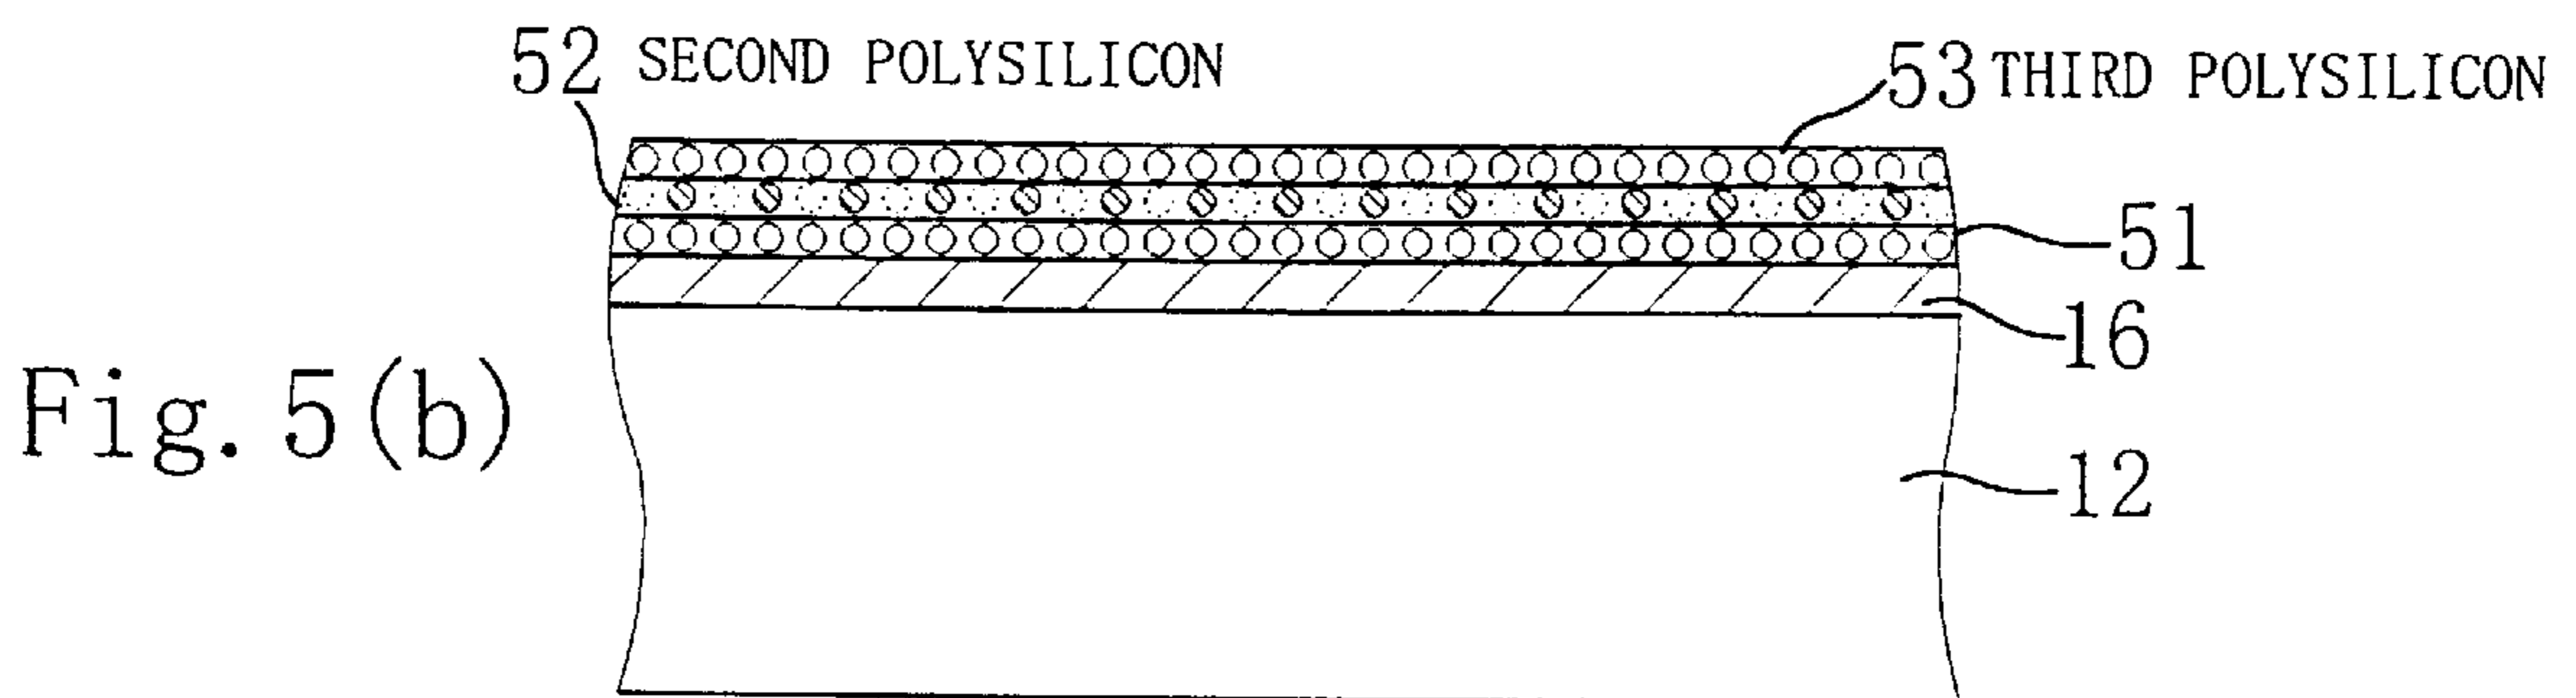 52 SECOND POLYSILICON
53 THIRD POLYSILICON
51
16
Fig. 5(b)
12